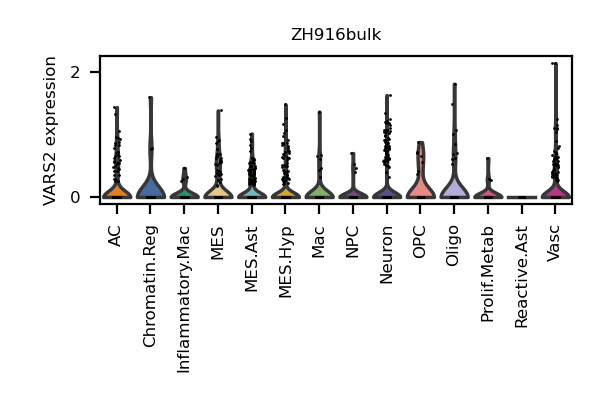 ZH916bulk
VARS2 expression
2
0
AC
Chromatin.Reg
Inflammatory.Mac
MES
MES.Ast
MES.Hyp
Mac
NPC
Neuron
OPC
Oligo
Prolif.Metab
Reactive.Ast
Vasc